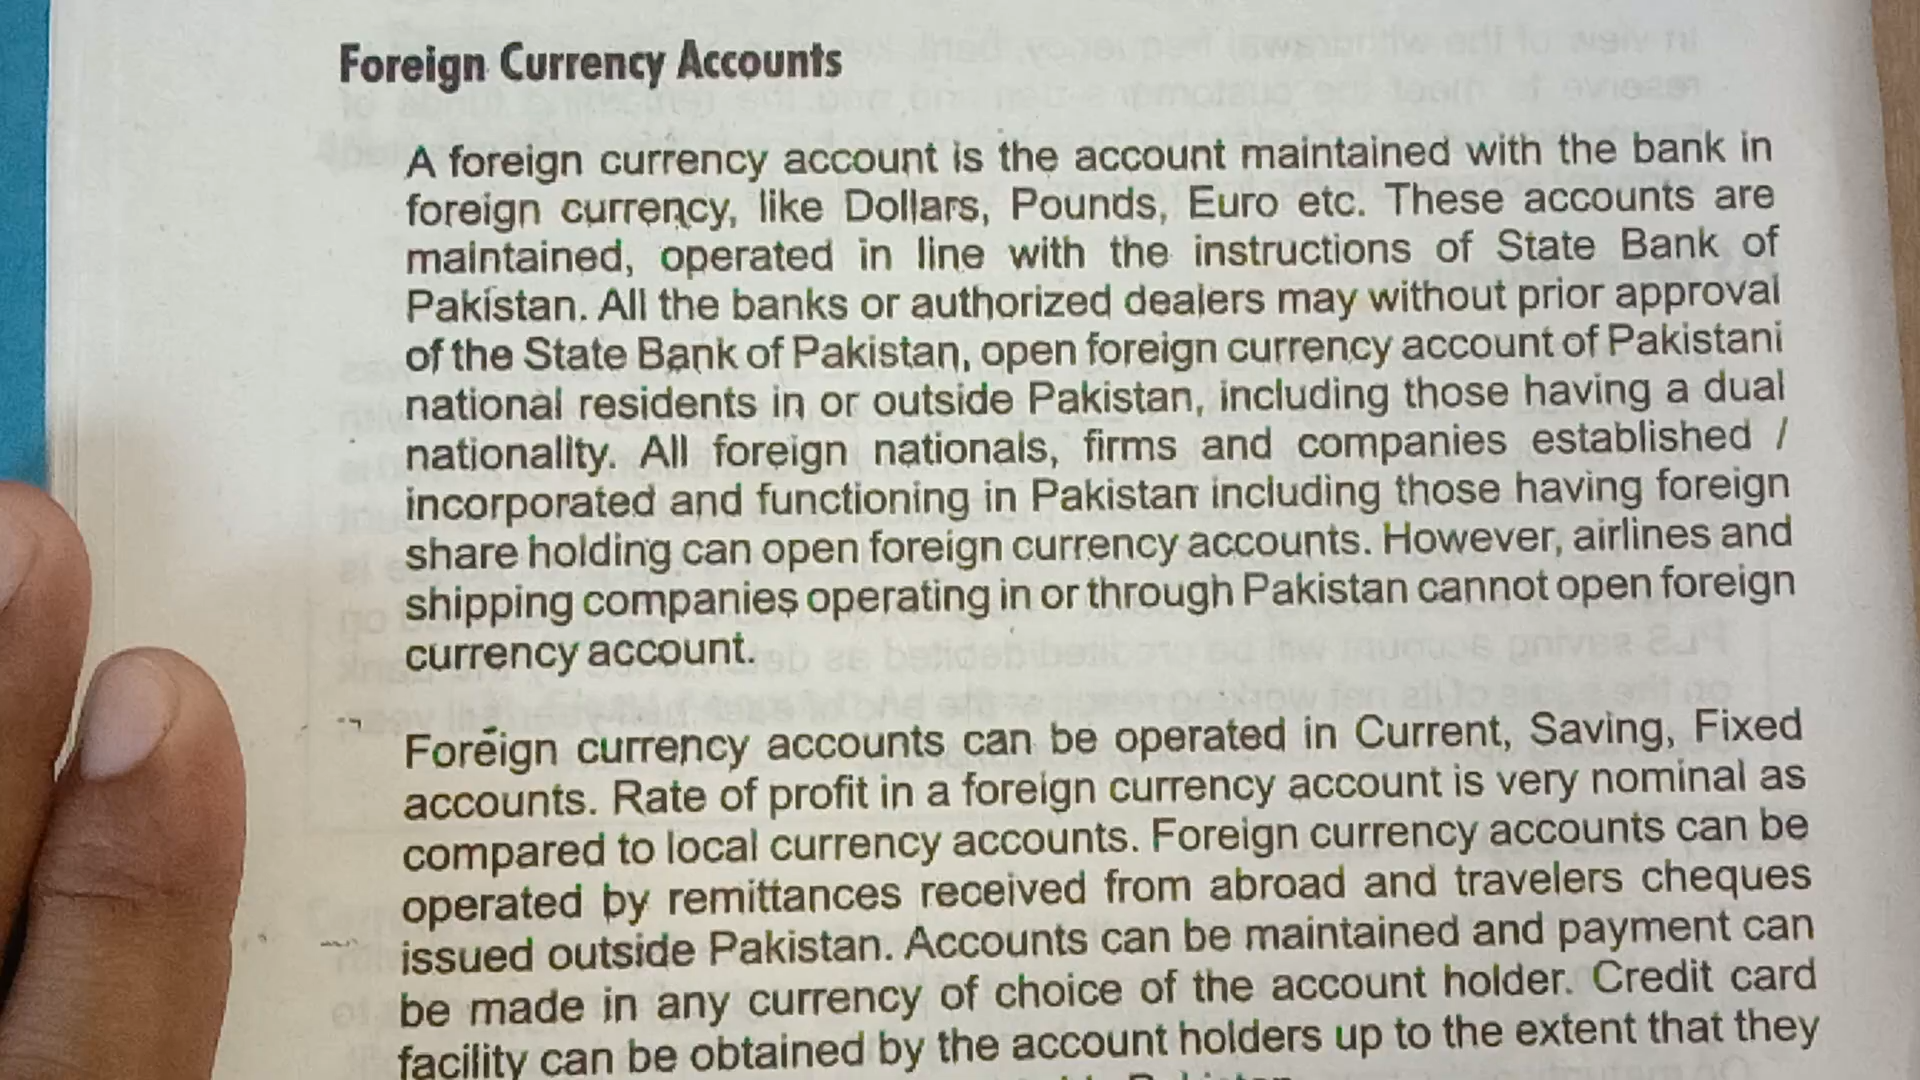 Foreign Currency Accounts
A foreign currency account is the account maintained with the bank in
foreign currency, like Dollars, Pounds, Euro etc. These accounts are
maintained, operated in line with the instructions of State Bank of
Pakistan. All the banks or authorized dealers may without prior approval
of the State Bank of Pakistan, open foreign currency account of Pakistani
national residents in or outside Pakistan, including those having a dual
nationality. All foreign nationals, firms and companies established /
incorporated and functioning in Pakistan including those having foreign
share holding can open foreign currency accounts. However, airlines and
shipping companies operating in or through Pakistan cannot open foreign
currency account.
Foreign currency accounts can be operated in Current, Saving, Fixed
accounts. Rate of profit in a foreign currency account is very nominal as
compared to local currency accounts. Foreign currency accounts can be
operated by remittances received from abroad and travelers cheques
issued outside Pakistan. Accounts can be maintained and payment can
be made in any currency of choice of the account holder. Credit card
facility can be obtained by the account holders up to the extent that they